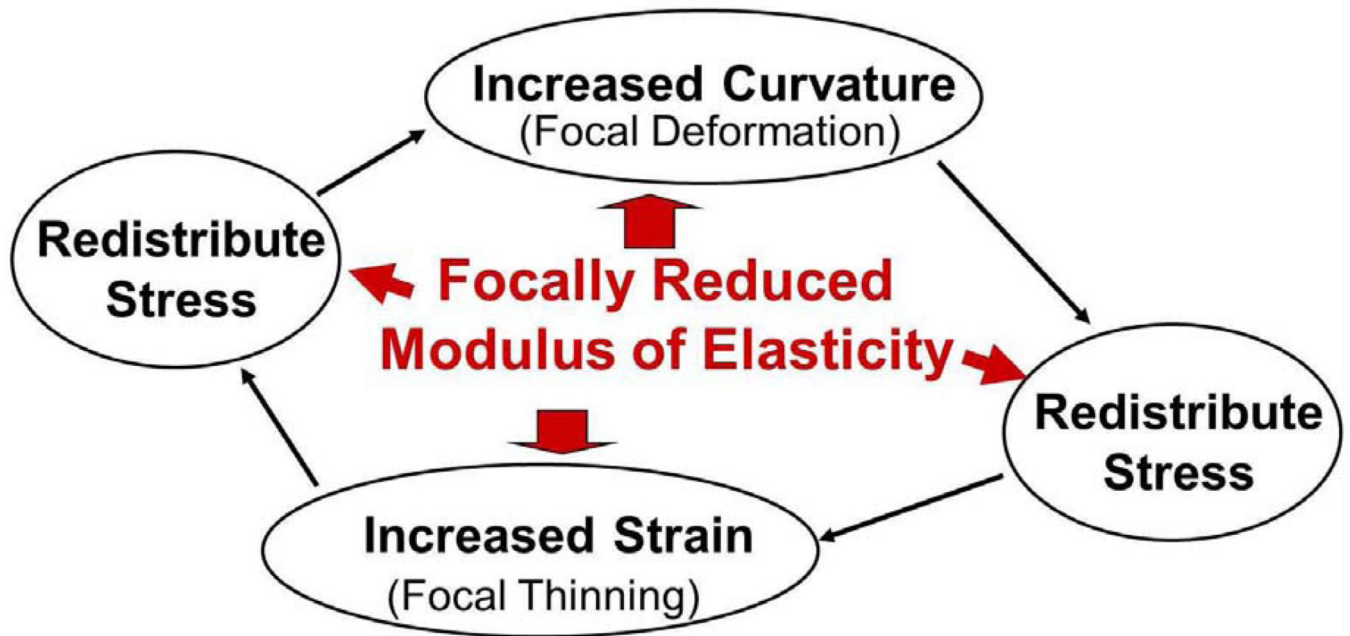 Increased Curvature
(Focal Deformation)
Redistribute
Stress
Focally Reduced
Modulus of Elasticity
Redistribute
Stress
Increased Strain
(Focal Thinning)